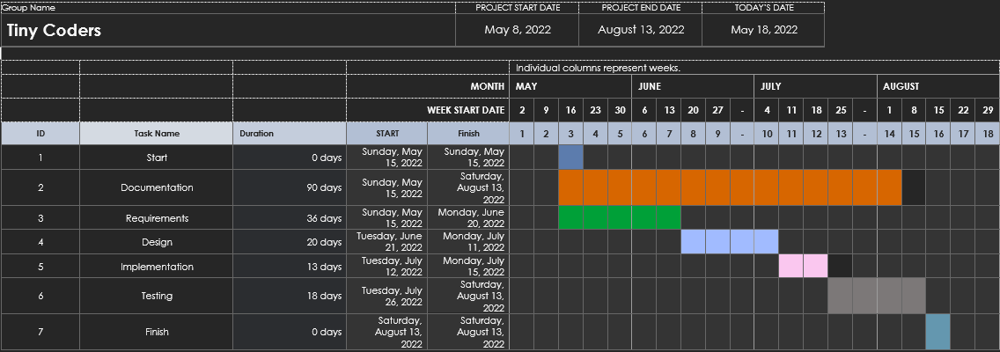 Group Name PROJECT START DATE PROJECT END DATE TODAY'S DATE
Tiny Coders May 8, 2022 August 13, 2022 May 18, 2022
Individual columns represent weeks.
MONTH MAY JUNE JULY AUGUST
WEEK START DATE 2 9 16 23 30 6 13 20 27 - 4 11 18 25 - 1 8 15 22 29
ID Task Name Duration START Finish 1 2 3 4 5 6 7 8 9 - 10 11 12 13 - 14 15 16 17 18
1 Start 0 days Sunday, May Sunday, May
15, 2022 15, 2022
2 Documentation 90 days Sunday, May
15, 2022 Saturday,
August 13,
2022
3 Requirements 36 days Sunday, May Monday, June
15, 2022 20, 2022
4 Design 20 days Tuesday, June Monday, July
21, 2022 11, 2022
5 Implementation 13 days Tuesday, July Monday, July
12, 2022 15, 2022
6 Testing 18 days Tuesday, July
26, 2022 Saturday,
August 13,
2022
7 Finish 0 days Saturday, Saturday,
August 13, August 13,
2022 2022